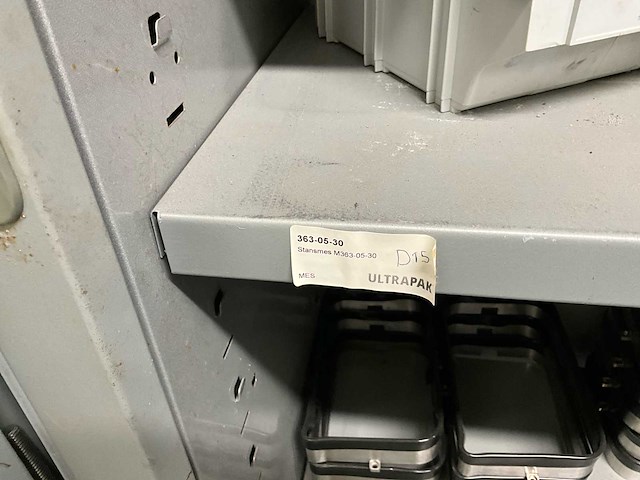 363-05-30
Stansmes M363-05-30
D15
MES
ULTRAPAK